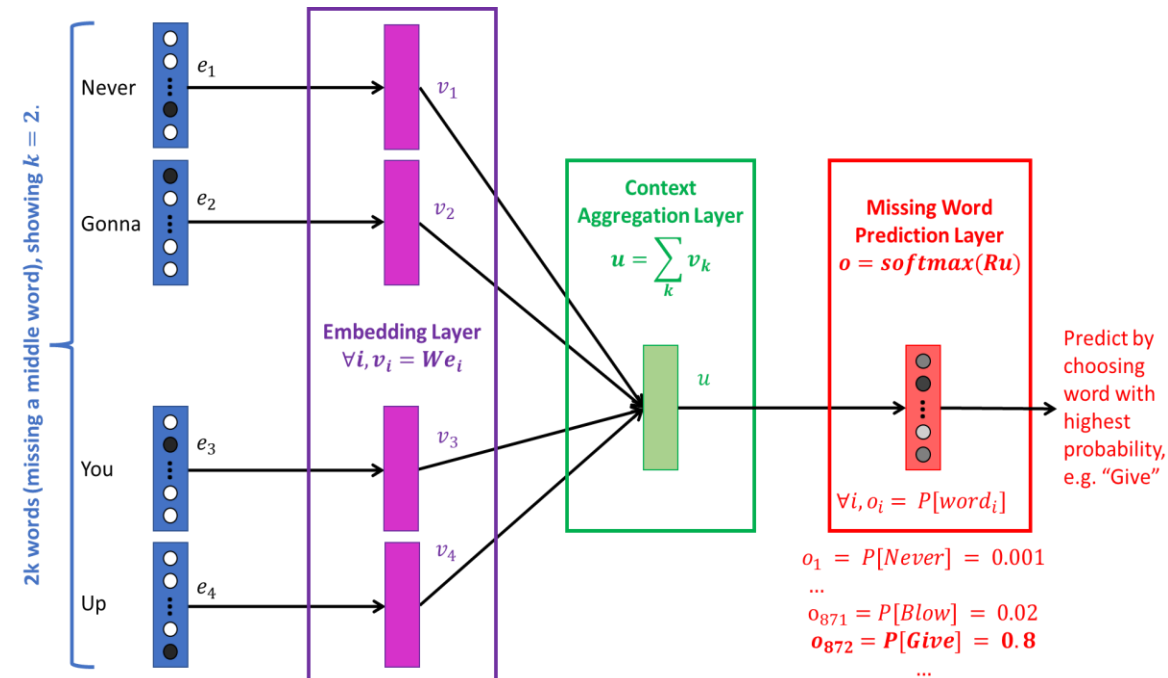 2k words (missing a middle word), showing k = 2.
Never
e₁
v₁
Gonna
e₂
v₂
Embedding Layer
∀i, vᵢ = Weᵢ
You
e₃
v₃
Up
e₄
v₄
Context
Aggregation Layer
u = ∑ vₖ
k
u
Missing Word
Prediction Layer
o = softmax(Ru)
∀i, oᵢ = P[wordᵢ]
o₁ = P[Never] = 0.001
...
o₈₇₁ = P[Blow] = 0.02
o₈₇₂ = P[Give] = 0.8
...
Predict by
choosing
word with
highest
probability,
e.g. “Give”